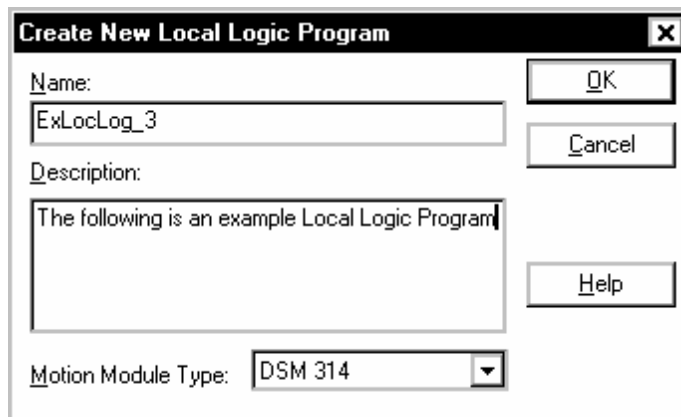 Create New Local Logic Program
Name:
OK
ExLocLog_3
Cancel
Description:
The following is an example Local Logic Program
Help
Motion Module Type: DSM 314